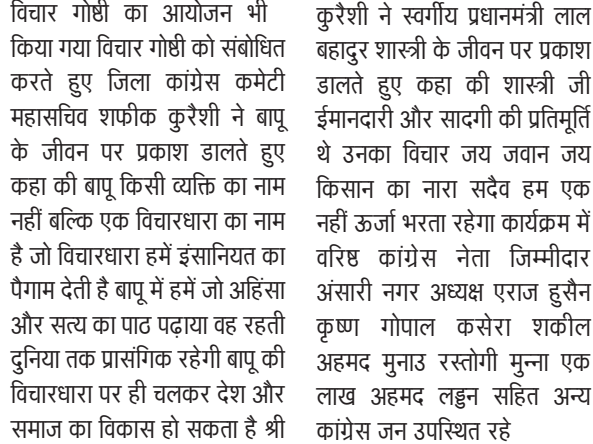 विचार गोष्ठी का आयोजन भी
किया गया विचार गोष्ठी को संबोधित
करते हुए जिला कांग्रेस कमेटी
महासचिव शफीक कुरैशी ने बापू
के जीवन पर प्रकाश डालते हुए
कहा की बापू किसी व्यक्ति का नाम
नहीं बल्कि एक विचारधारा का नाम
है जो विचारधारा हमें इंसानियत का
पैगाम देती है बापू में हमें जो अहिंसा
और सत्य का पाठ पढ़ाया वह रहती
दुनिया तक प्रासंगिक रहेगी बापू की
विचारधारा पर ही चलकर देश और
समाज का विकास हो सकता है श्री
कुरैशी ने स्वर्गीय प्रधानमंत्री लाल
बहादुर शास्त्री के जीवन पर प्रकाश
डालते हुए कहा की शास्त्री जी
ईमानदारी और सादगी की प्रतिमूर्ति
थे उनका विचार जय जवान जय
किसान का नारा सदैव हम एक
नहीं ऊर्जा भरता रहेगा कार्यक्रम में
वरिष्ठ कांग्रेस नेता जिम्मीदार
अंसारी नगर अध्यक्ष एराज हुसैन
कृष्ण गोपाल कसेरा शकील
अहमद मुनाउ रस्तोगी मुन्ना एक
लाख अहमद लड्डन सहित अन्य
कांग्रेस जन उपस्थित रहे